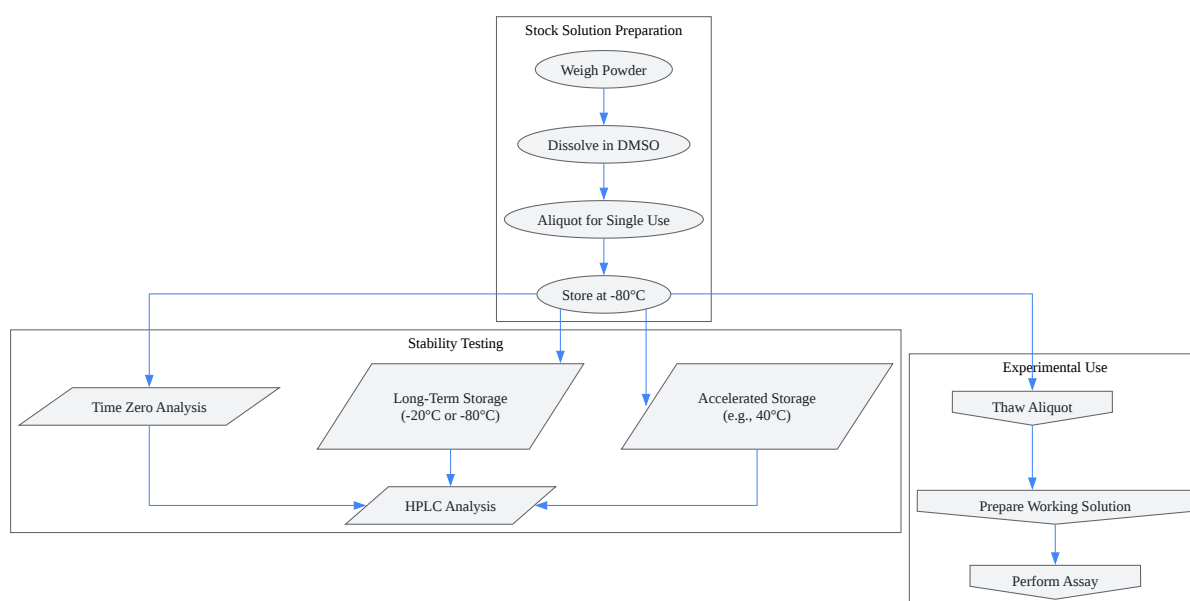 Stock Solution Preparation
Weigh Powder
Dissolve in DMSO
Aliquot for Single Use
Store at -80°C
Stability Testing
Time Zero Analysis
Long-Term Storage
(-20°C or -80°C)
Accelerated Storage
(e.g., 40°C)
HPLC Analysis
Experimental Use
Thaw Aliquot
Prepare Working Solution
Perform Assay